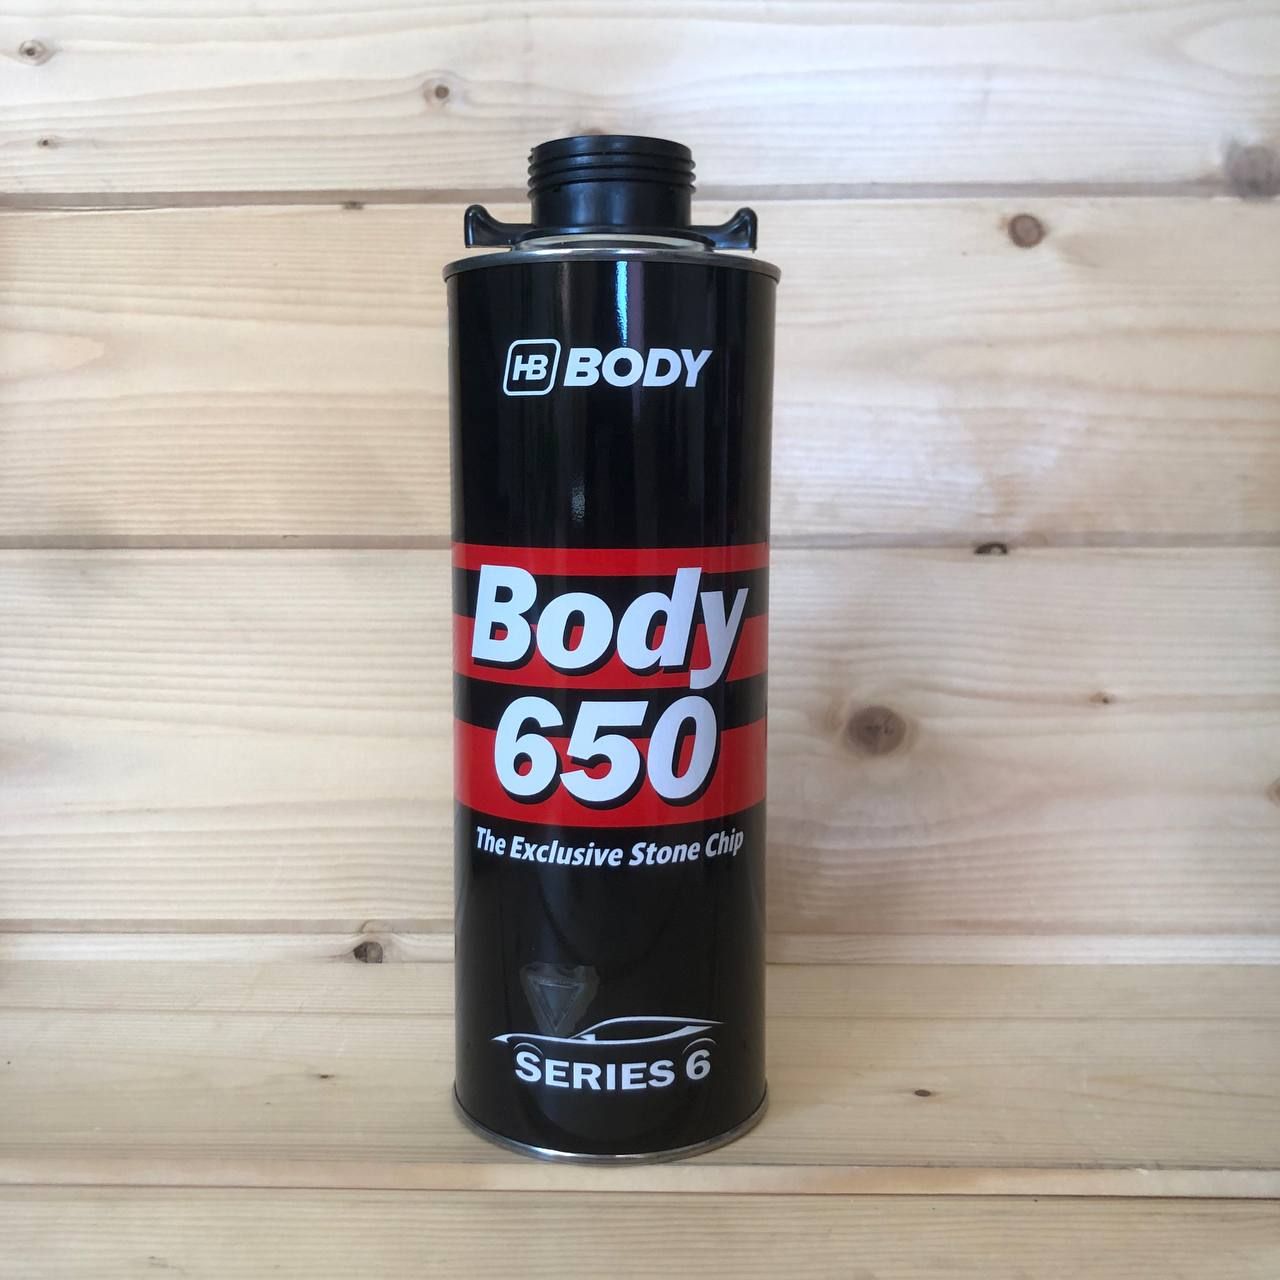 HB BODY
Body
650
The Exclusive Stone Chip
SERIES 6